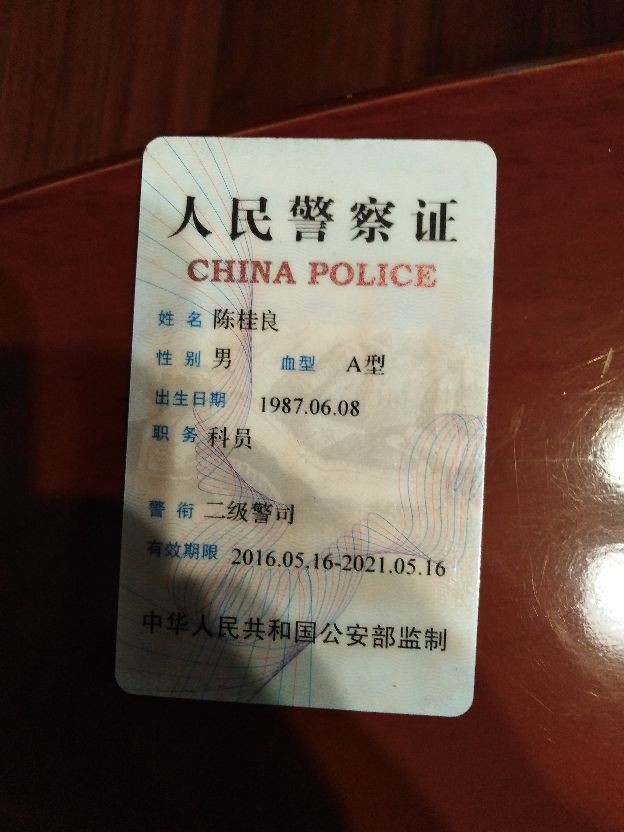 人民警察证
CHINA POLICE
姓名 陈桂良
性别 男 血型 A型
出生日期 1987.06.08
职务 科员
警衔 二级警司
有效期限 2016.05.16-2021.05.16
中华人民共和国公安部监制